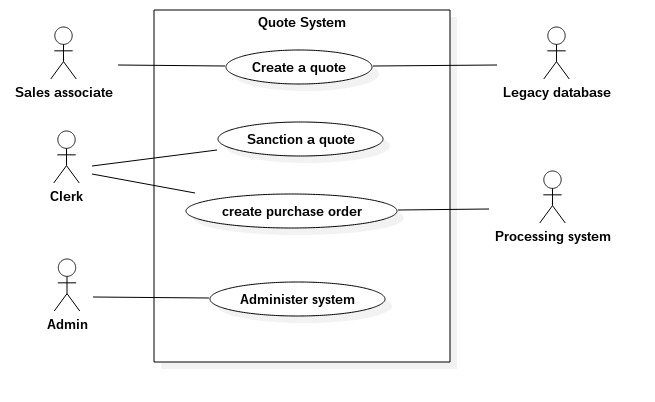 Quote System
Sales associate
Create a quote
Legacy database
Sanction a quote
Clerk
create purchase order
Processing system
Administer system
Admin